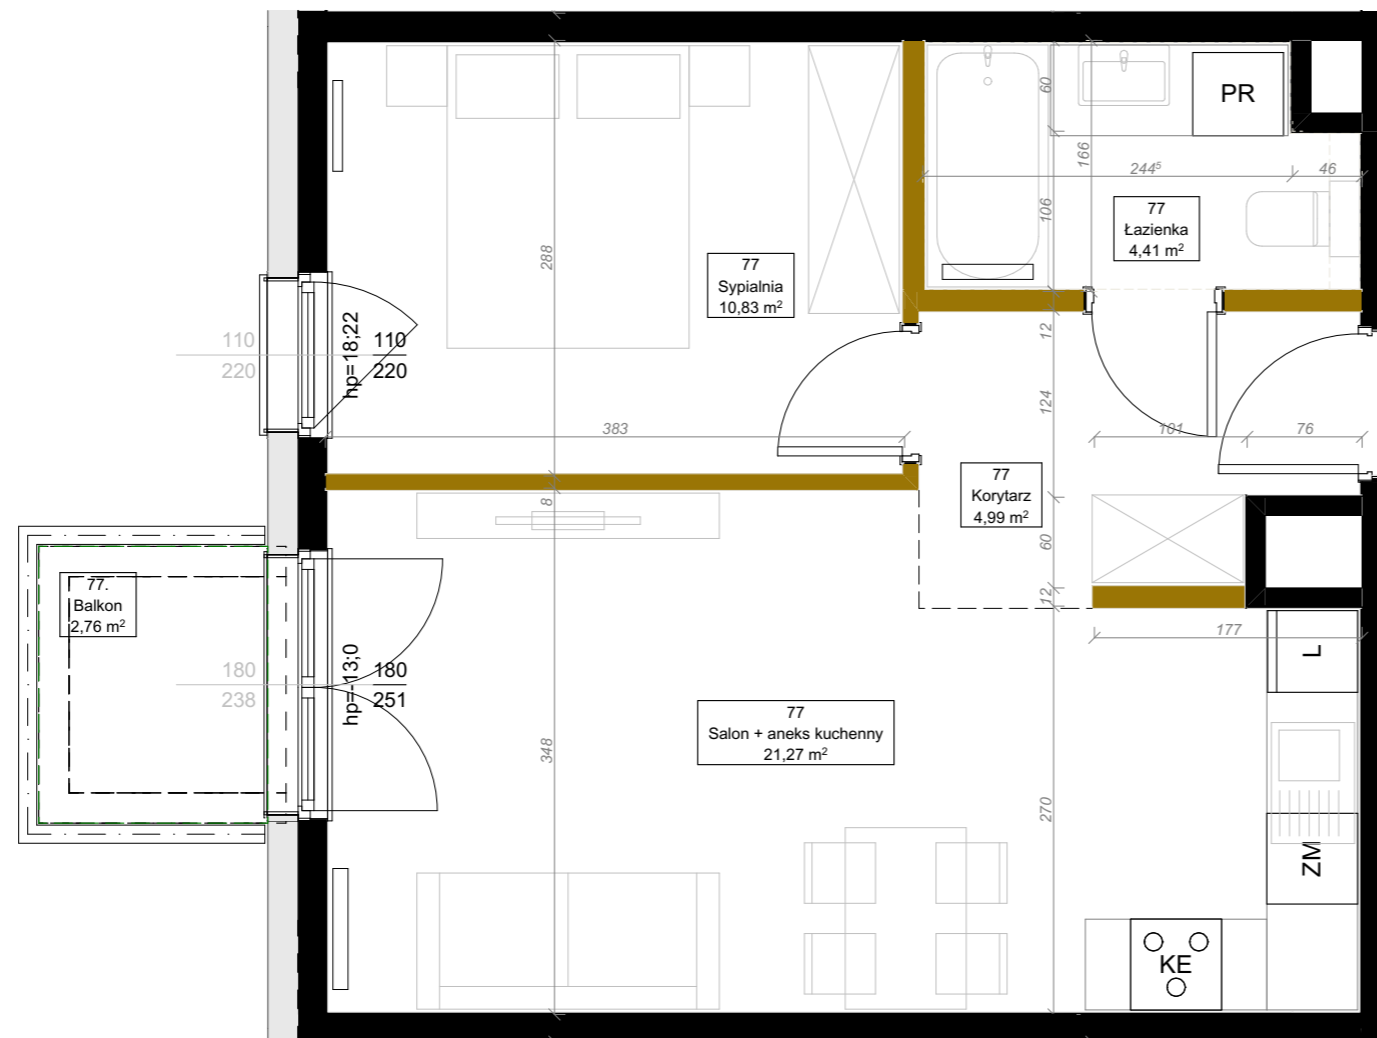 PR
60
166
244⁵
46
106
77
Łazienka
4,41 m²
288
77
Sypialnia
10,83 m²
12
110
220
hp=18;22
110
220
124
383
101
76
77
Korytarz
4,99 m²
8
60
12
77.
Balkon
2,76 m²
177
L
180
238
hp=-13;0
180
251
77
Salon + aneks kuchenny
21,27 m²
348
270
ZM
KE